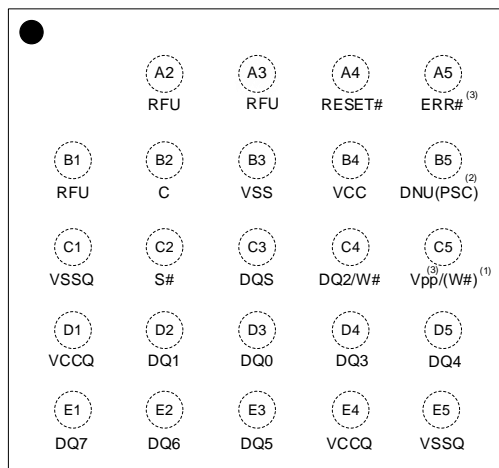 A2 A3 A4 A5
RFU RFU RESET# ERR# (3)
B1 B2 B3 B4 B5
RFU C VSS VCC DNU(PSC) (2)
C1 C2 C3 C4 C5
VSSQ S# DQS DQ2/W# Vpp(3)/(W#) (1)
D1 D2 D3 D4 D5
VCCQ DQ1 DQ0 DQ3 DQ4
E1 E2 E3 E4 E5
DQ7 DQ6 DQ5 VCCQ VSSQ